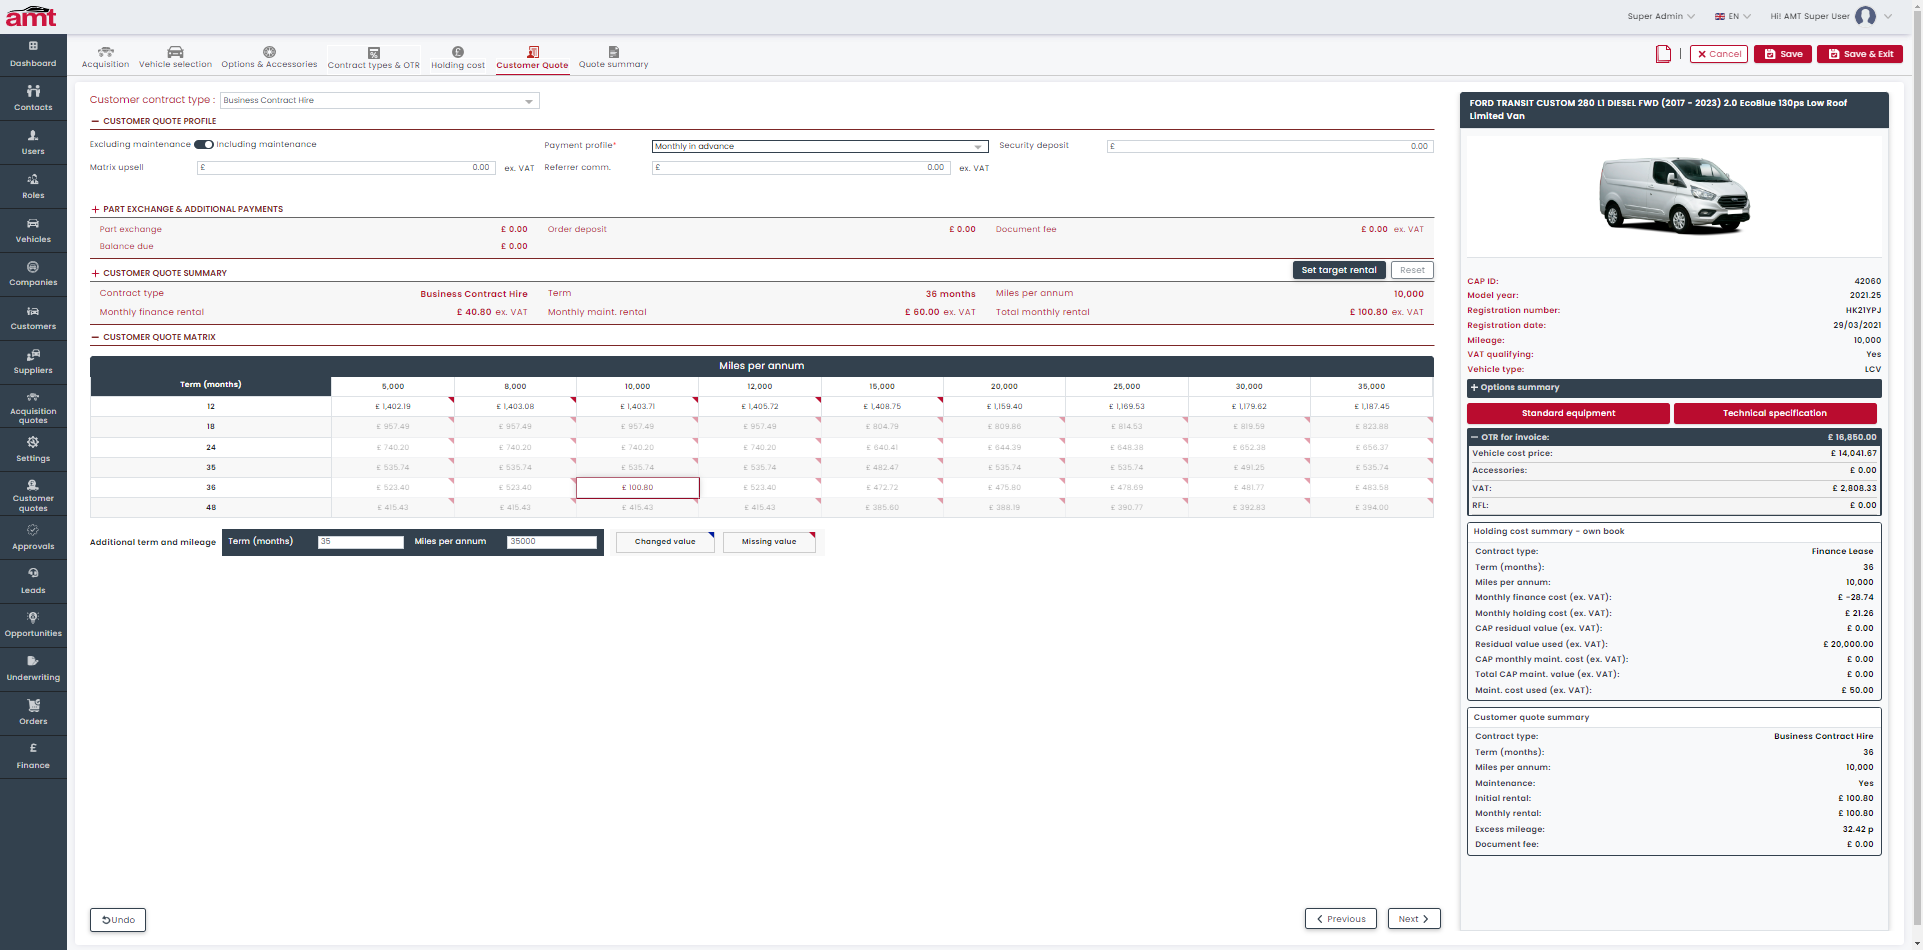 amt
Super Admin
EN
Hi! AMT Super User
Dashboard
Contacts
Users
Roles
Vehicles
Companies
Customers
Suppliers
Acquisition quotes
Settings
Customer quotes
Approvals
Leads
Opportunities
Underwriting
Orders
Finance
Acquisition
Vehicle selection
Options & Accessories
Contract types & OTR
Holding cost
Customer Quote
Quote summary
Cancel
Save
Save & Exit
Customer contract type : Business Contract Hire
CUSTOMER QUOTE PROFILE
Excluding maintenance Including maintenance
Payment profile* Monthly in advance
Security deposit £ 0.00
Matrix upsell £ 0.00 ex. VAT
Referrer comm. £ 0.00 ex. VAT
PART EXCHANGE & ADDITIONAL PAYMENTS
Part exchange £ 0.00 Order deposit £ 0.00 Document fee £ 0.00 ex. VAT
Balance due £ 0.00
CUSTOMER QUOTE SUMMARY
Set target rental
Reset
Contract type Business Contract Hire Term 36 months Miles per annum 10,000
Monthly finance rental £ 40.80 ex. VAT Monthly maint. rental £ 60.00 ex. VAT Total monthly rental £ 100.80 ex. VAT
CUSTOMER QUOTE MATRIX
Miles per annum
Term (months) 5,000 8,000 10,000 12,000 15,000 20,000 25,000 30,000 35,000
12 £ 1,402.19 £ 1,403.08 £ 1,403.71 £ 1,405.72 £ 1,408.75 £ 1,159.40 £ 1,169.53 £ 1,179.62 £ 1,187.45
18 £ 957.49 £ 957.49 £ 957.49 £ 957.49 £ 804.79 £ 809.86 £ 814.53 £ 819.59 £ 823.88
24 £ 740.20 £ 740.20 £ 740.20 £ 740.20 £ 640.41 £ 644.39 £ 648.38 £ 652.38 £ 656.37
35 £ 535.74 £ 535.74 £ 535.74 £ 535.74 £ 482.47 £ 535.74 £ 535.74 £ 491.25 £ 535.74
36 £ 523.40 £ 523.40 £ 100.80 £ 523.40 £ 472.72 £ 475.80 £ 478.69 £ 481.77 £ 483.58
48 £ 415.43 £ 415.43 £ 415.43 £ 415.43 £ 385.60 £ 388.19 £ 390.77 £ 392.83 £ 394.00
Additional term and mileage Term (months) 35 Miles per annum 35000 Changed value Missing value
Undo
Previous
Next
FORD TRANSIT CUSTOM 280 L1 DIESEL FWD (2017 - 2023) 2.0 EcoBlue 130ps Low Roof
Limited Van
CAP ID: 42060
Model year: 2021.25
Registration number: HK21YPJ
Registration date: 29/03/2021
Mileage: 10,000
VAT qualifying: Yes
Vehicle type: LCV
Options summary
Standard equipment
Technical specification
OTR for invoice: £ 16,850.00
Vehicle cost price: £ 14,041.67
Accessories: £ 0.00
VAT: £ 2,808.33
RFL: £ 0.00
Holding cost summary - own book
Contract type: Finance Lease
Term (months): 36
Miles per annum: 10,000
Monthly finance cost (ex. VAT): £ -28.74
Monthly holding cost (ex. VAT): £ 21.26
CAP residual value (ex. VAT): £ 0.00
Residual value used (ex. VAT): £ 20,000.00
CAP monthly maint. cost (ex. VAT): £ 0.00
Total CAP maint. value (ex. VAT): £ 0.00
Maint. cost used (ex. VAT): £ 50.00
Customer quote summary
Contract type: Business Contract Hire
Term (months): 36
Miles per annum: 10,000
Maintenance: Yes
Initial rental: £ 100.80
Monthly rental: £ 100.80
Excess mileage: 32.42 p
Document fee: £ 0.00